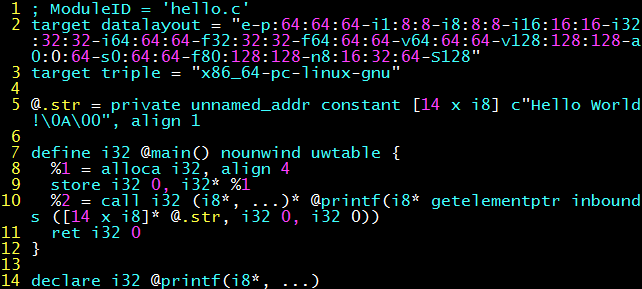 1 ; ModuleID = 'hello.c'
2 target datalayout = "e-p:64:64:64-i1:8:8-i8:8:8-i16:16:16-i32
:32:32-i64:64:64-f32:32:32-f64:64:64-v64:64:64-v128:128:128-a
0:0:64-s0:64:64-f80:128:128-n8:16:32:64-S128"
3 target triple = "x86_64-pc-linux-gnu"
4
5 @.str = private unnamed_addr constant [14 x i8] c"Hello World
!\0A\00", align 1
6
7 define i32 @main() nounwind uwtable {
8   %1 = alloca i32, align 4
9   store i32 0, i32* %1
10   %2 = call i32 (i8*, ...)* @printf(i8* getelementptr inbound
s ([14 x i8]* @.str, i32 0, i32 0))
11   ret i32 0
12 }
13
14 declare i32 @printf(i8*, ...)